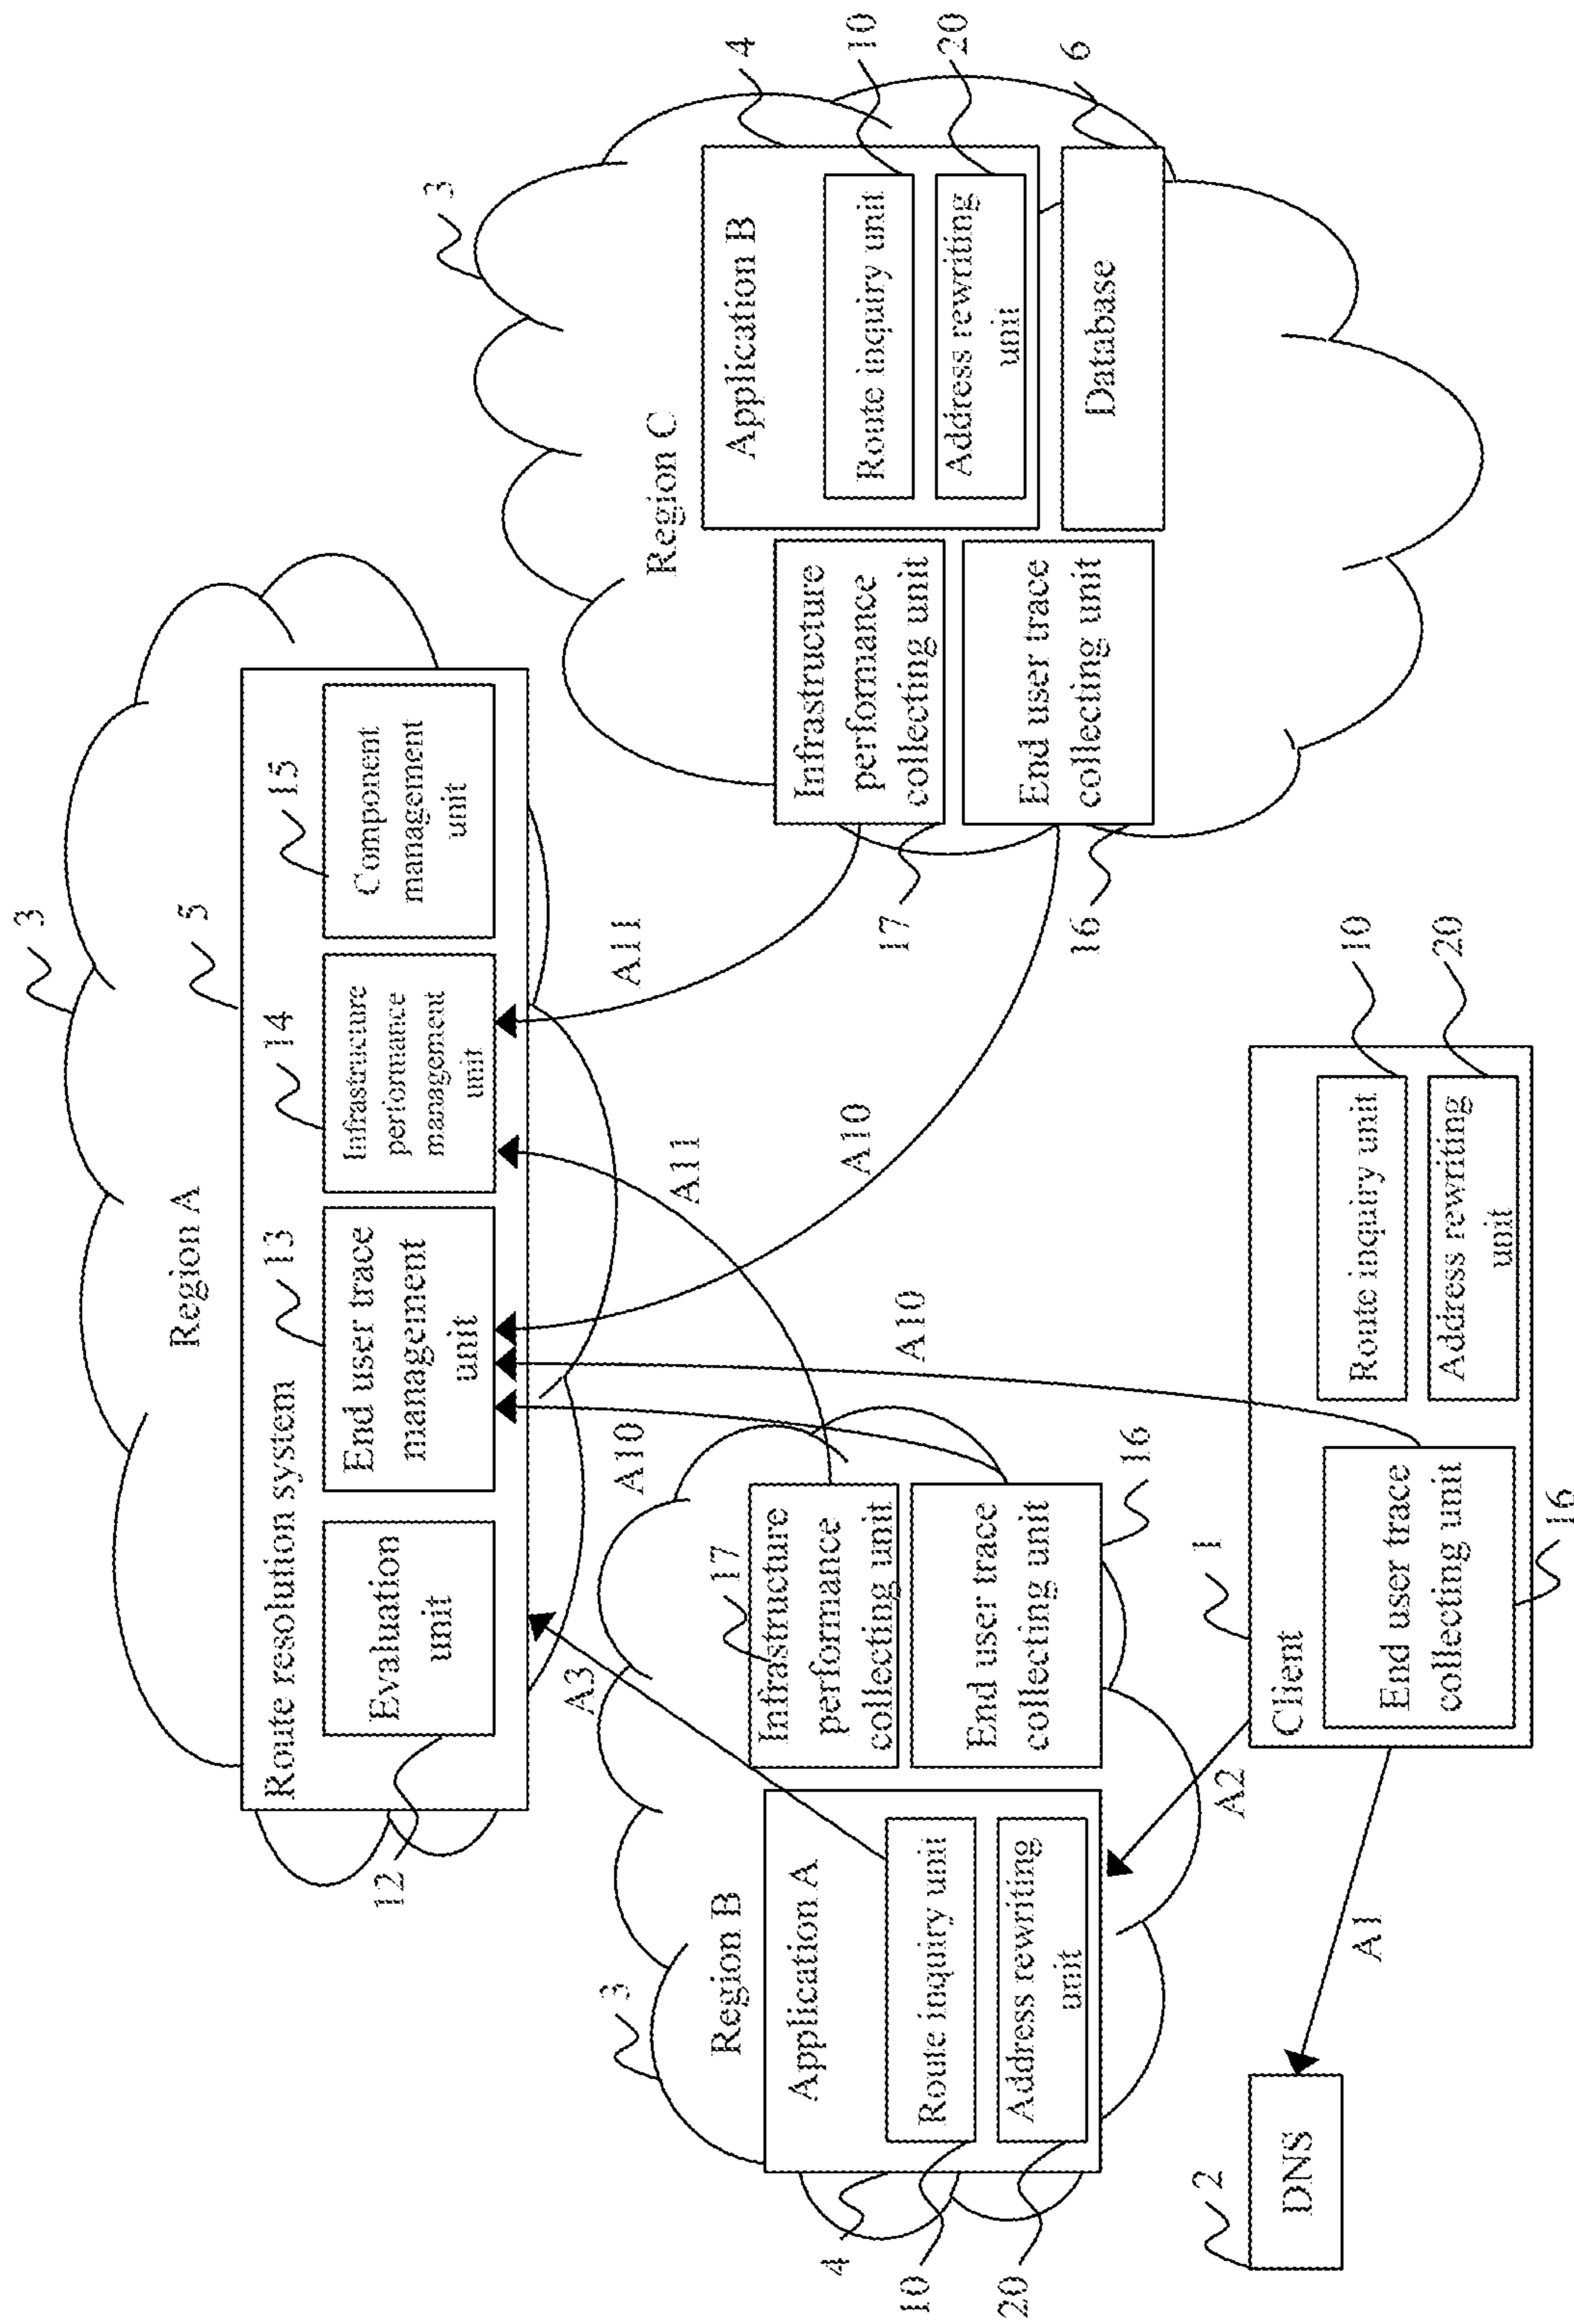 3
Region A
5
Route resolution system
12
13
14
15
Evaluation
unit
End user trace
management
unit
Infrastructure
performance
management
unit
Component
management
unit
A3
A10
A11
A10
A10
A11
3
Region B
Application A
4
Route inquiry unit
10
Address rewriting
unit
20
17
Infrastructure
performance
collecting unit
End user trace
collecting unit
16
3
Region C
Infrastructure
performance
collecting unit
17
End user trace
collecting unit
16
Application B
4
Route inquiry unit
10
Address rewriting
unit
20
Database
6
2
DNS
A1
A2
1
Client
End user trace
collecting unit
16
Route inquiry unit
10
Address rewriting
unit
20